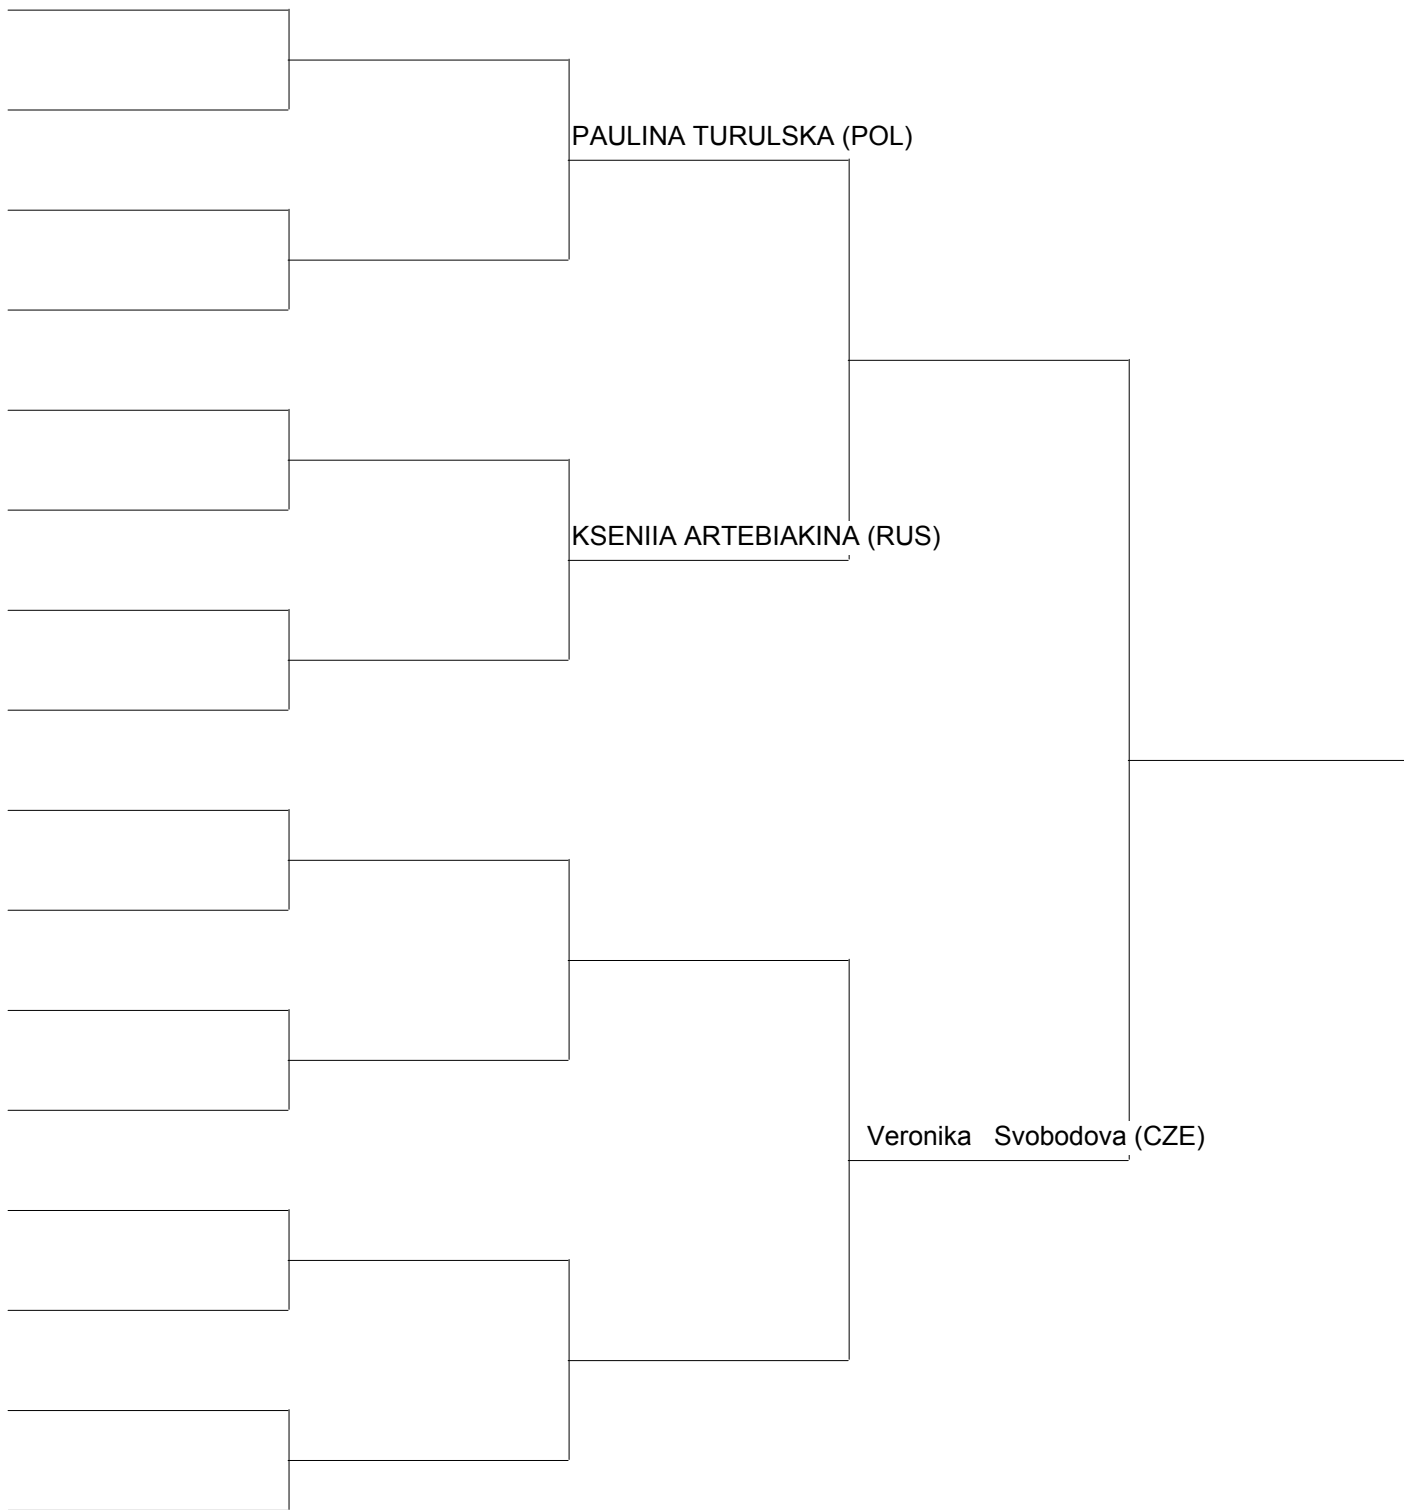 PAULINA TURULSKA (POL)
KSENIIA ARTEBIAKINA (RUS)
Veronika   Svobodova (CZE)